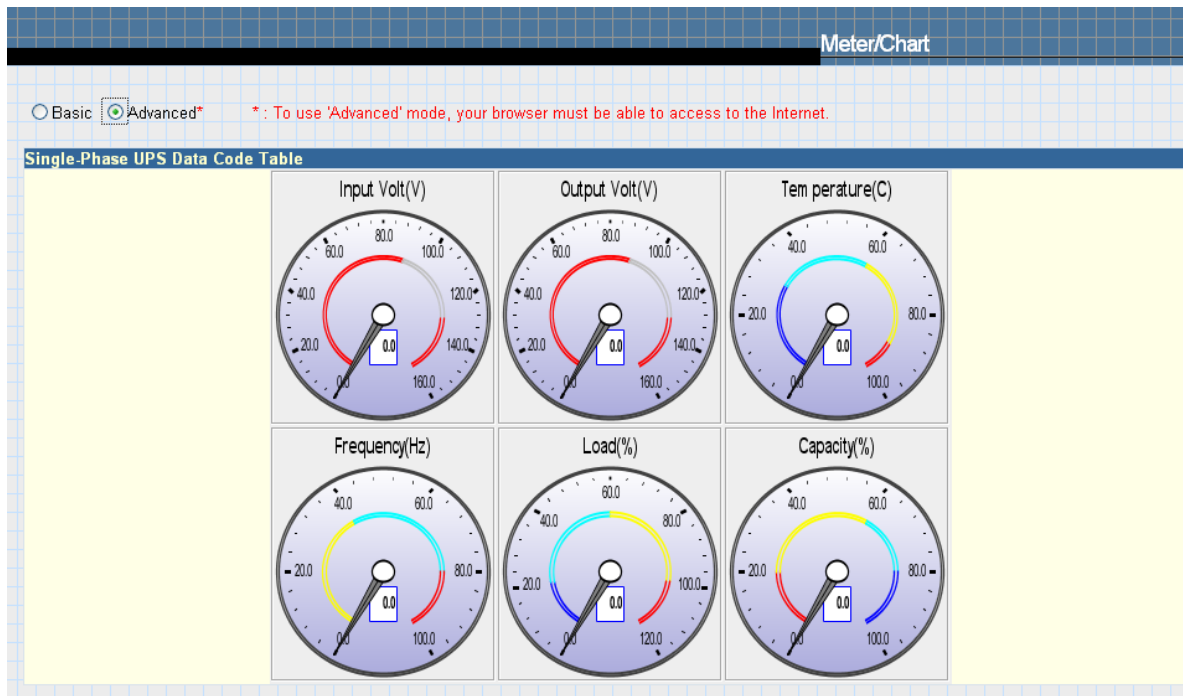 Meter/Chart
Basic Advanced* * : To use 'Advanced' mode, your browser must be able to access to the Internet.
Single-Phase UPS Data Code Table
Input Volt(V)
0.0 20.0 40.0 60.0 80.0 100.0 120.0 140.0 160.0
0.0
Output Volt(V)
0.0 20.0 40.0 60.0 80.0 100.0 120.0 140.0 160.0
0.0
Tem perature(C)
0.0 20.0 40.0 60.0 80.0 100.0
0.0
Frequency(Hz)
0.0 20.0 40.0 60.0 80.0 100.0
0.0
Load(%)
0.0 20.0 40.0 60.0 80.0 100.0 120.0
0.0
Capacity(%)
0.0 20.0 40.0 60.0 80.0 100.0
0.0